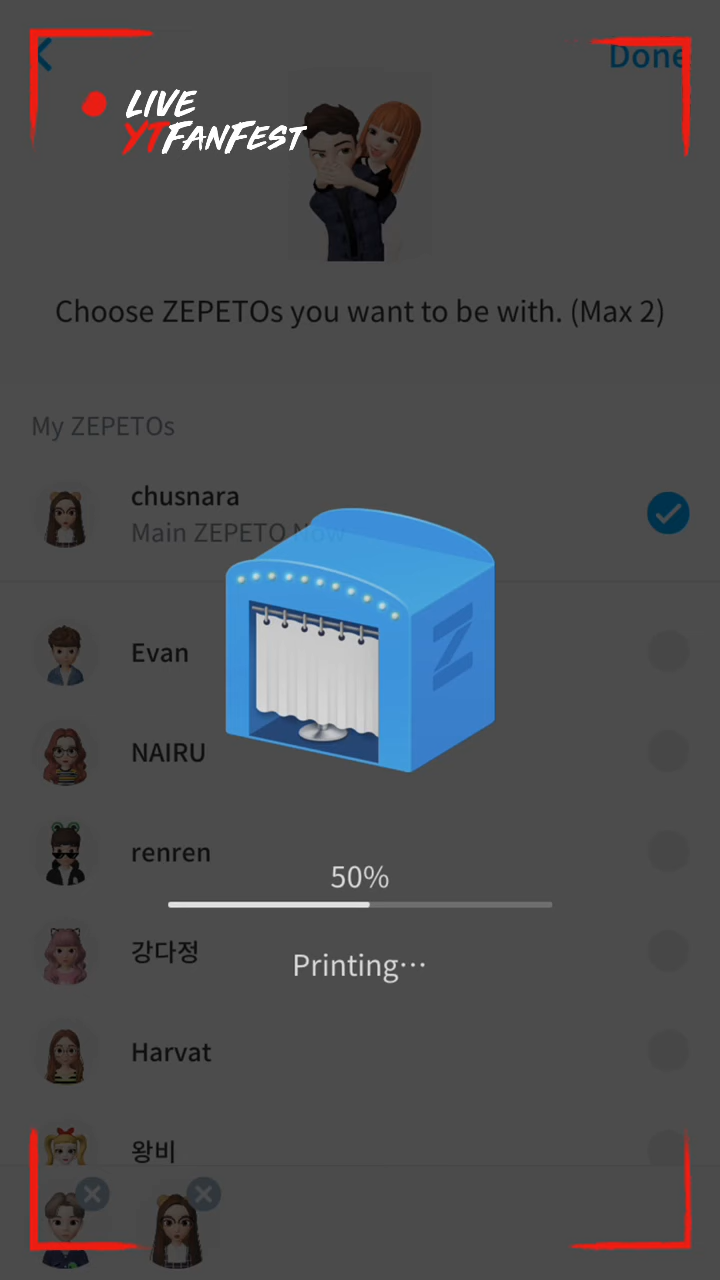 Done
LIVE
YTFANFEST
Choose ZEPETOs you want to be with. (Max 2)
My ZEPETOs
chusnara
Main ZEPETO Now
Evan
Z
NAIRU
renren
50%
강다정
Printing···
Harvat
왕비